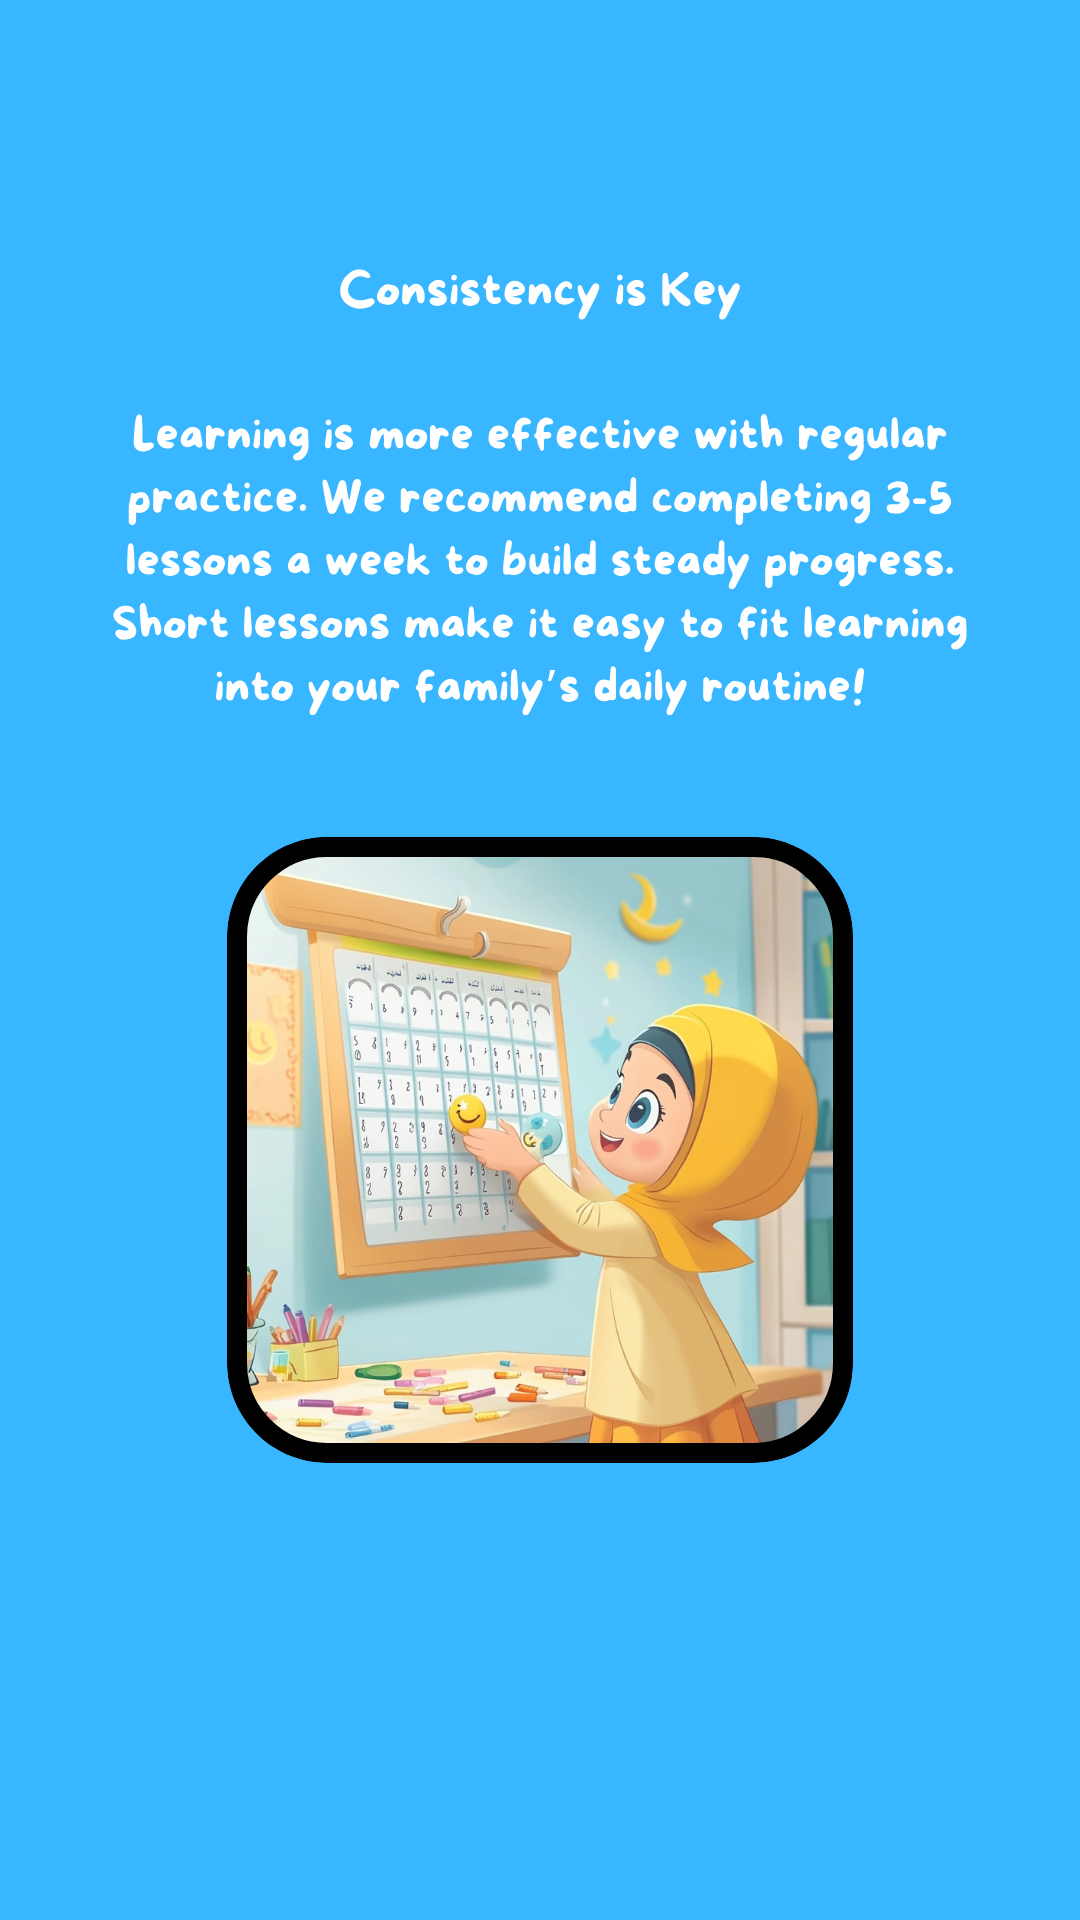 Consistency is Key
Learning is more effective with regular
practice. We recommend completing 3-5
lessons a week to build steady progress.
Short lessons make it easy to fit learning
into your family's daily routine!